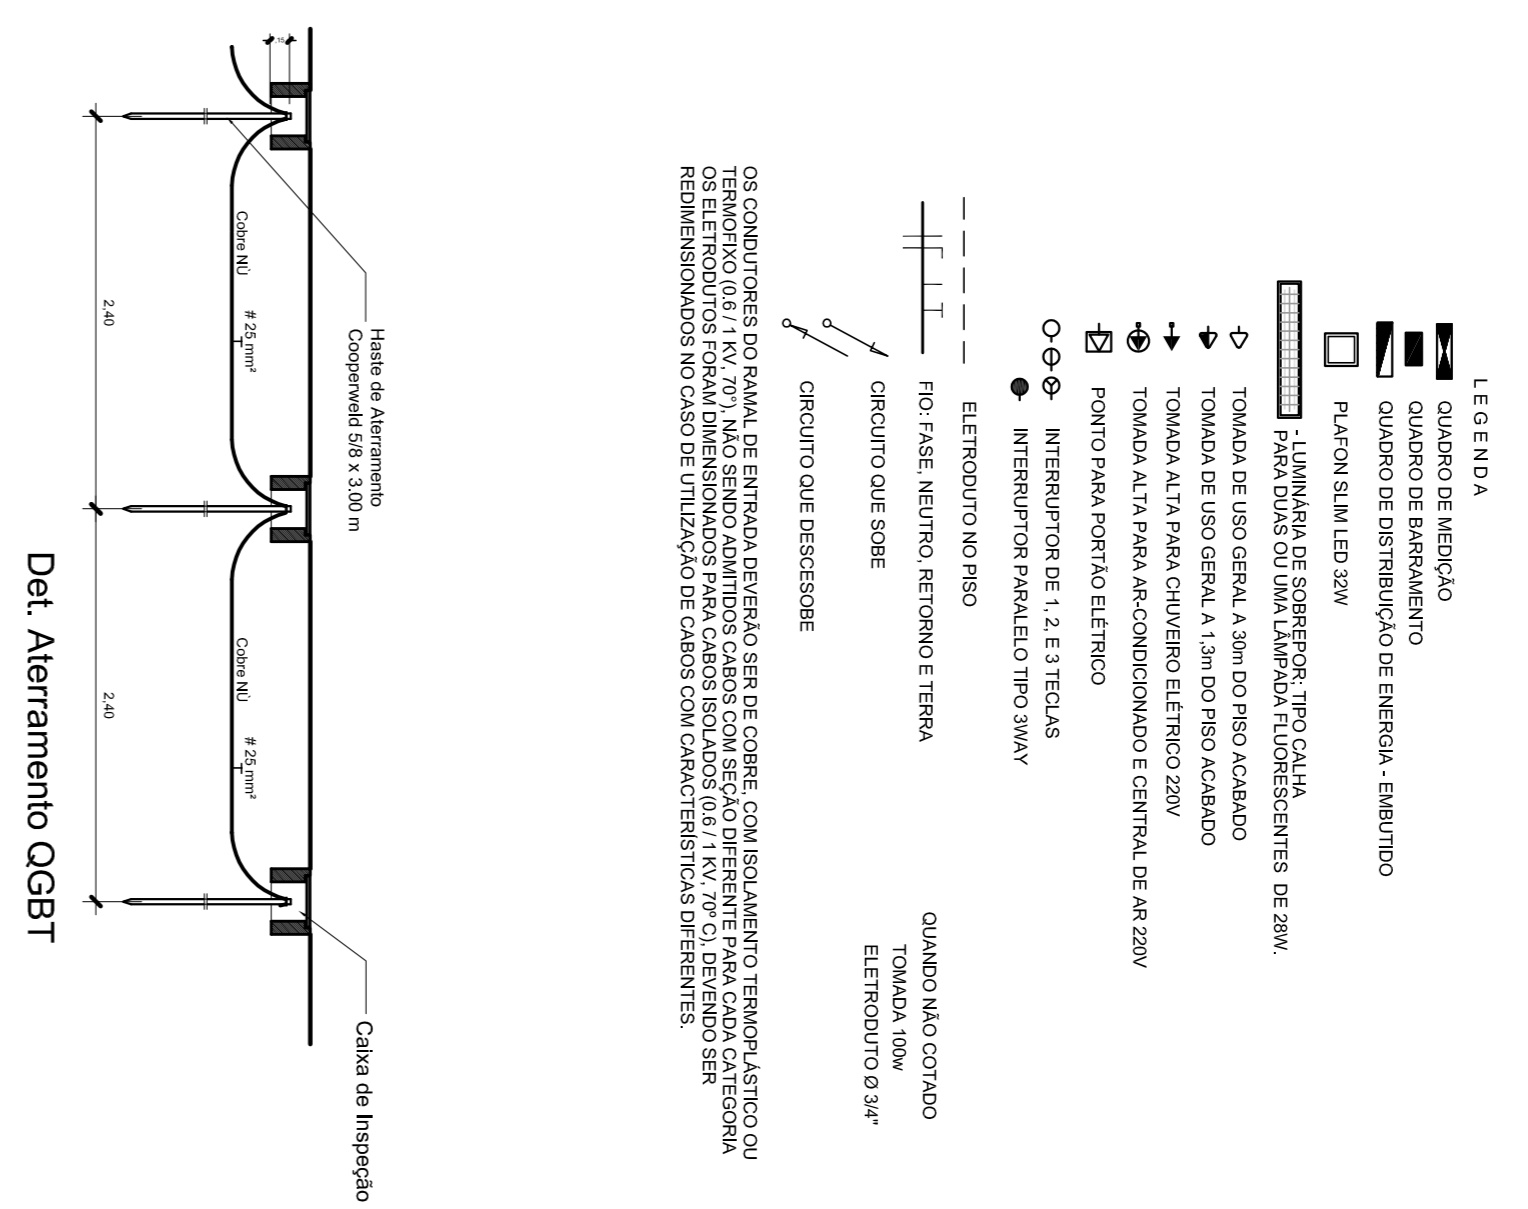 L E G E N D A
QUADRO DE MEDIÇÃO
QUADRO DE BARRAMENTO
QUADRO DE DISTRIBUIÇÃO DE ENERGIA - EMBUTIDO
PLAFON SLIM LED 32W
- LUMINÁRIA DE SOBREPOR; TIPO CALHA
PARA DUAS OU UMA LÂMPADA FLUORESCENTES DE 28W.
TOMADA DE USO GERAL A 30m DO PISO ACABADO
TOMADA DE USO GERAL A 1,3m DO PISO ACABADO
TOMADA ALTA PARA CHUVEIRO ELÉTRICO 220V
TOMADA ALTA PARA AR-CONDICIONADO E CENTRAL DE AR 220V
PONTO PARA PORTÃO ELÉTRICO
INTERRUPTOR DE 1, 2, E 3 TECLAS
INTERRUPTOR PARALELO TIPO 3WAY
ELETRODUTO NO PISO
FIO: FASE, NEUTRO, RETORNO E TERRA
CIRCUITO QUE SOBE
CIRCUITO QUE DESCESOBE
QUANDO NÃO COTADO
TOMADA 100w
ELETRODUTO Ø 3/4"
OS CONDUTORES DO RAMAL DE ENTRADA DEVERÃO SER DE COBRE, COM ISOLAMENTO TERMOPLÁSTICO OU
TERMOFIXO (0.6 / 1 KV, 70°), NÃO SENDO ADMITIDOS CABOS COM SEÇÃO DIFERENTE PARA CADA CATEGORIA
OS ELETRODUTOS FORAM DIMENSIONADOS PARA CABOS ISOLADOS (0.6 / 1 KV, 70º C), DEVENDO SER
REDIMENSIONADOS NO CASO DE UTILIZAÇÃO DE CABOS COM CARACTERÍSTICAS DIFERENTES.
Haste de Aterramento
Coopenweld 5/8 x 3.00 m
Caixa de Inspeção
,15
Cobre NÙ
# 25 mm²
Cobre NÙ
# 25 mm²
2,40
2,40
Det. Aterramento QGBT